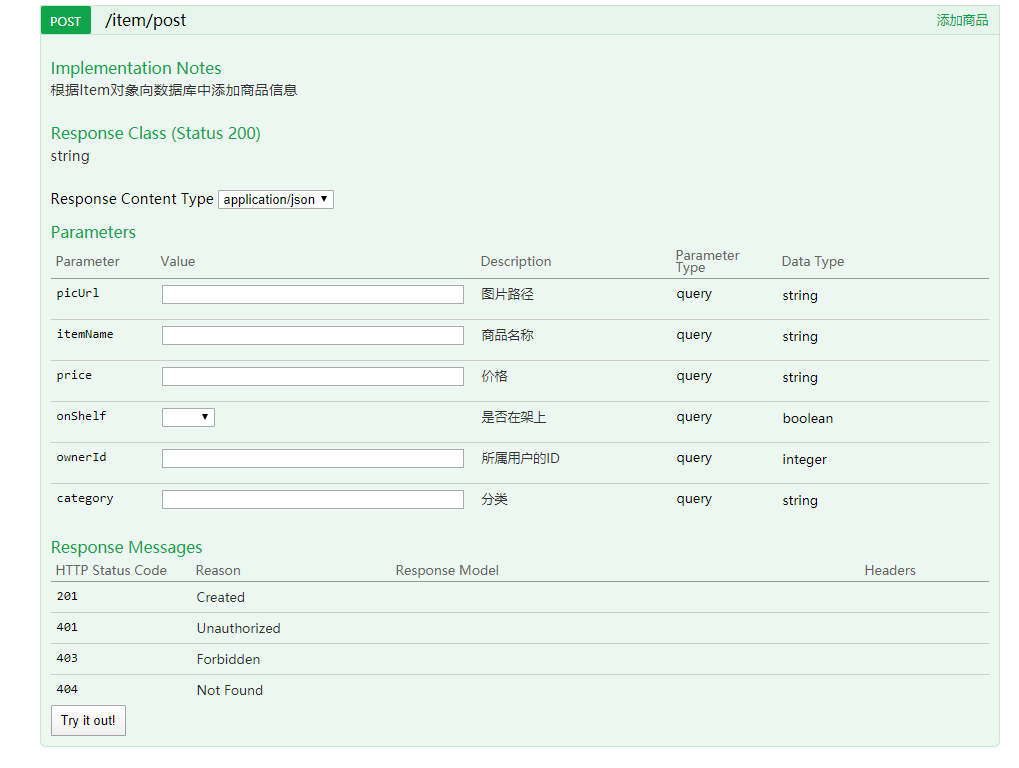 POST /item/post 添加商品
Implementation Notes
根据Item对象向数据库中添加商品信息
Response Class (Status 200)
string
Response Content Type application/json
Parameters
Parameter Value Description Parameter Type Data Type
picUrl 图片路径 query string
itemName 商品名称 query string
price 价格 query string
onShelf 是否在架上 query boolean
ownerId 所属用户的ID query integer
category 分类 query string
Response Messages
HTTP Status Code Reason Response Model Headers
201 Created
401 Unauthorized
403 Forbidden
404 Not Found
Try it out!